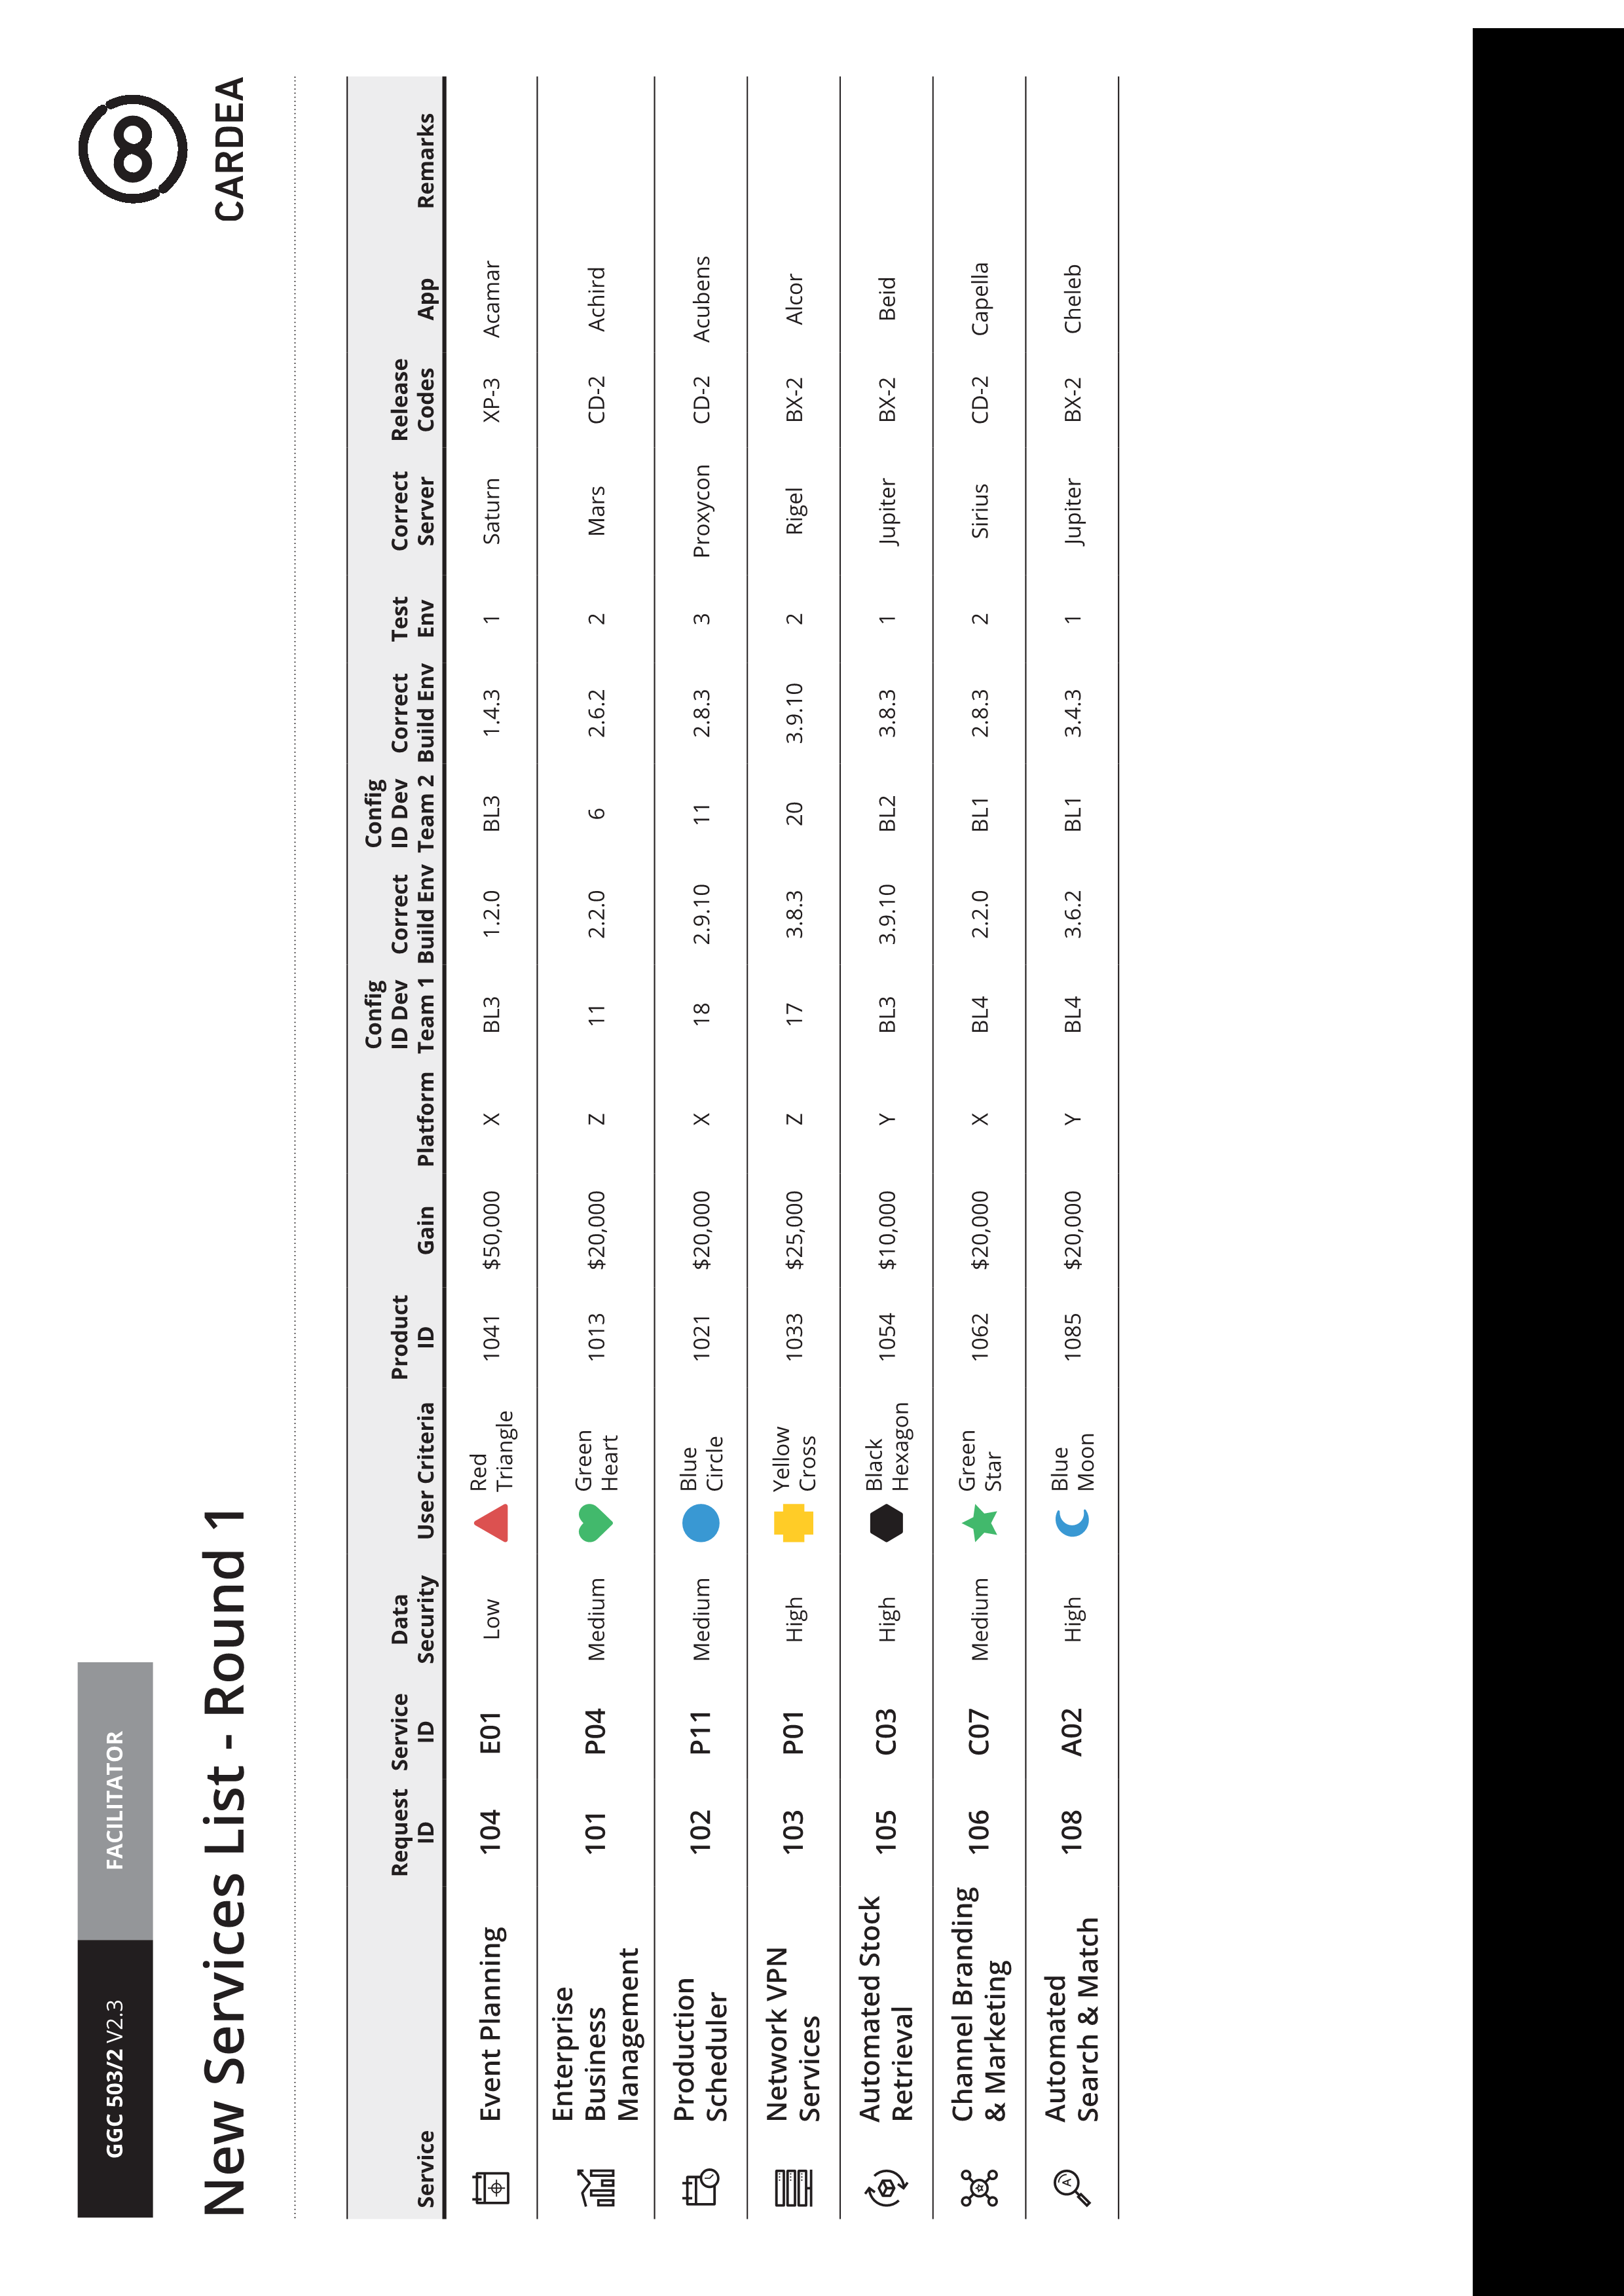 GGC 503/2 V2.3
FACILITATOR
CARDEA
New Services List - Round 1
Service
Request
ID
Service
ID
Data
Security
User Criteria
Product
ID
Gain
Platform
Config
ID Dev
Team 1
Correct
Build Env
Config
ID Dev
Team 2
Correct
Build Env
Test
Env
Correct
Server
Release
Codes
App
Remarks
Event Planning
104
E01
Low
Red
Triangle
1041
$50,000
X
BL3
1.2.0
BL3
1.4.3
1
Saturn
XP-3
Acamar
Enterprise
Business
Management
101
P04
Medium
Green
Heart
1013
$20,000
Z
11
2.2.0
6
2.6.2
2
Mars
CD-2
Achird
Production
Scheduler
102
P11
Medium
Blue
Circle
1021
$20,000
X
18
2.9.10
11
2.8.3
3
Proxycon
CD-2
Acubens
Network VPN
Services
103
P01
High
Yellow
Cross
1033
$25,000
Z
17
3.8.3
20
3.9.10
2
Rigel
BX-2
Alcor
Automated Stock
Retrieval
105
C03
High
Black
Hexagon
1054
$10,000
Y
BL3
3.9.10
BL2
3.8.3
1
Jupiter
BX-2
Beid
Channel Branding
& Marketing
106
C07
Medium
Green
Star
1062
$20,000
X
BL4
2.2.0
BL1
2.8.3
2
Sirius
CD-2
Capella
A
Automated
Search & Match
108
A02
High
Blue
Moon
1085
$20,000
Y
BL4
3.6.2
BL1
3.4.3
1
Jupiter
BX-2
Cheleb